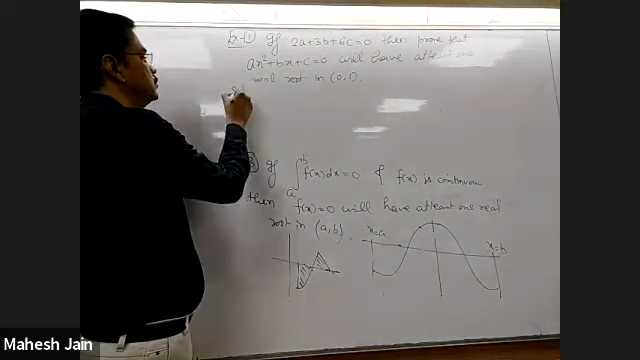 Ex-① If 2a+3b+6c=0 then prove that
ax²+bx+c=0 will have at least one
real root in (0,1).
If ∫ₐᵇ f(x)dx=0 & f(x) is continuous
then f(x)=0 will have atleast one real
root in (a,b).
x=a
x=b
Mahesh Jain